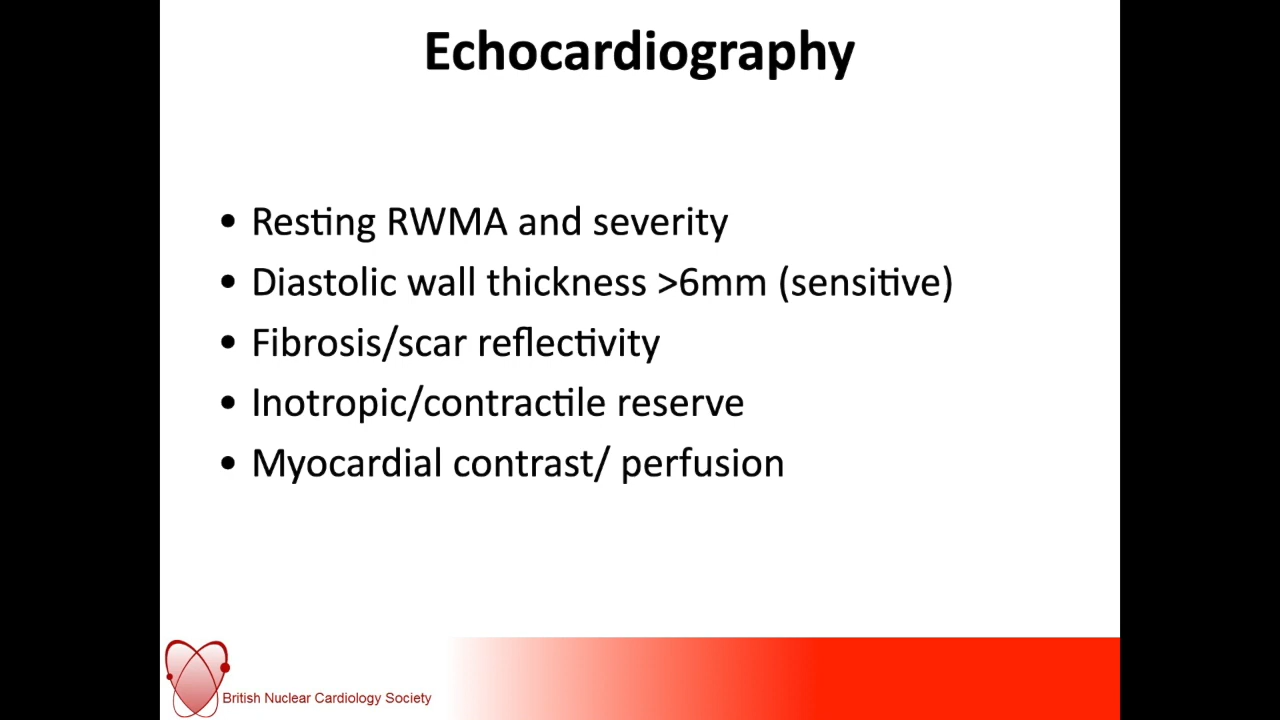 Echocardiography
• Resting RWMA and severity
• Diastolic wall thickness >6mm (sensitive)
• Fibrosis/scar reflectivity
• Inotropic/contractile reserve
• Myocardial contrast/ perfusion
British Nuclear Cardiology Society